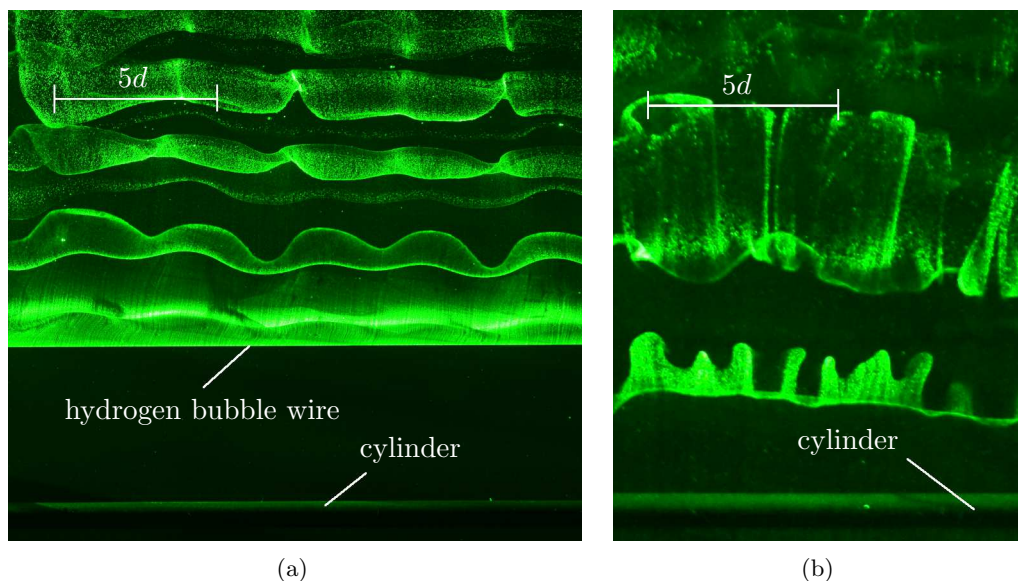 5d
5d
hydrogen bubble wire
cylinder
cylinder
(a)
(b)